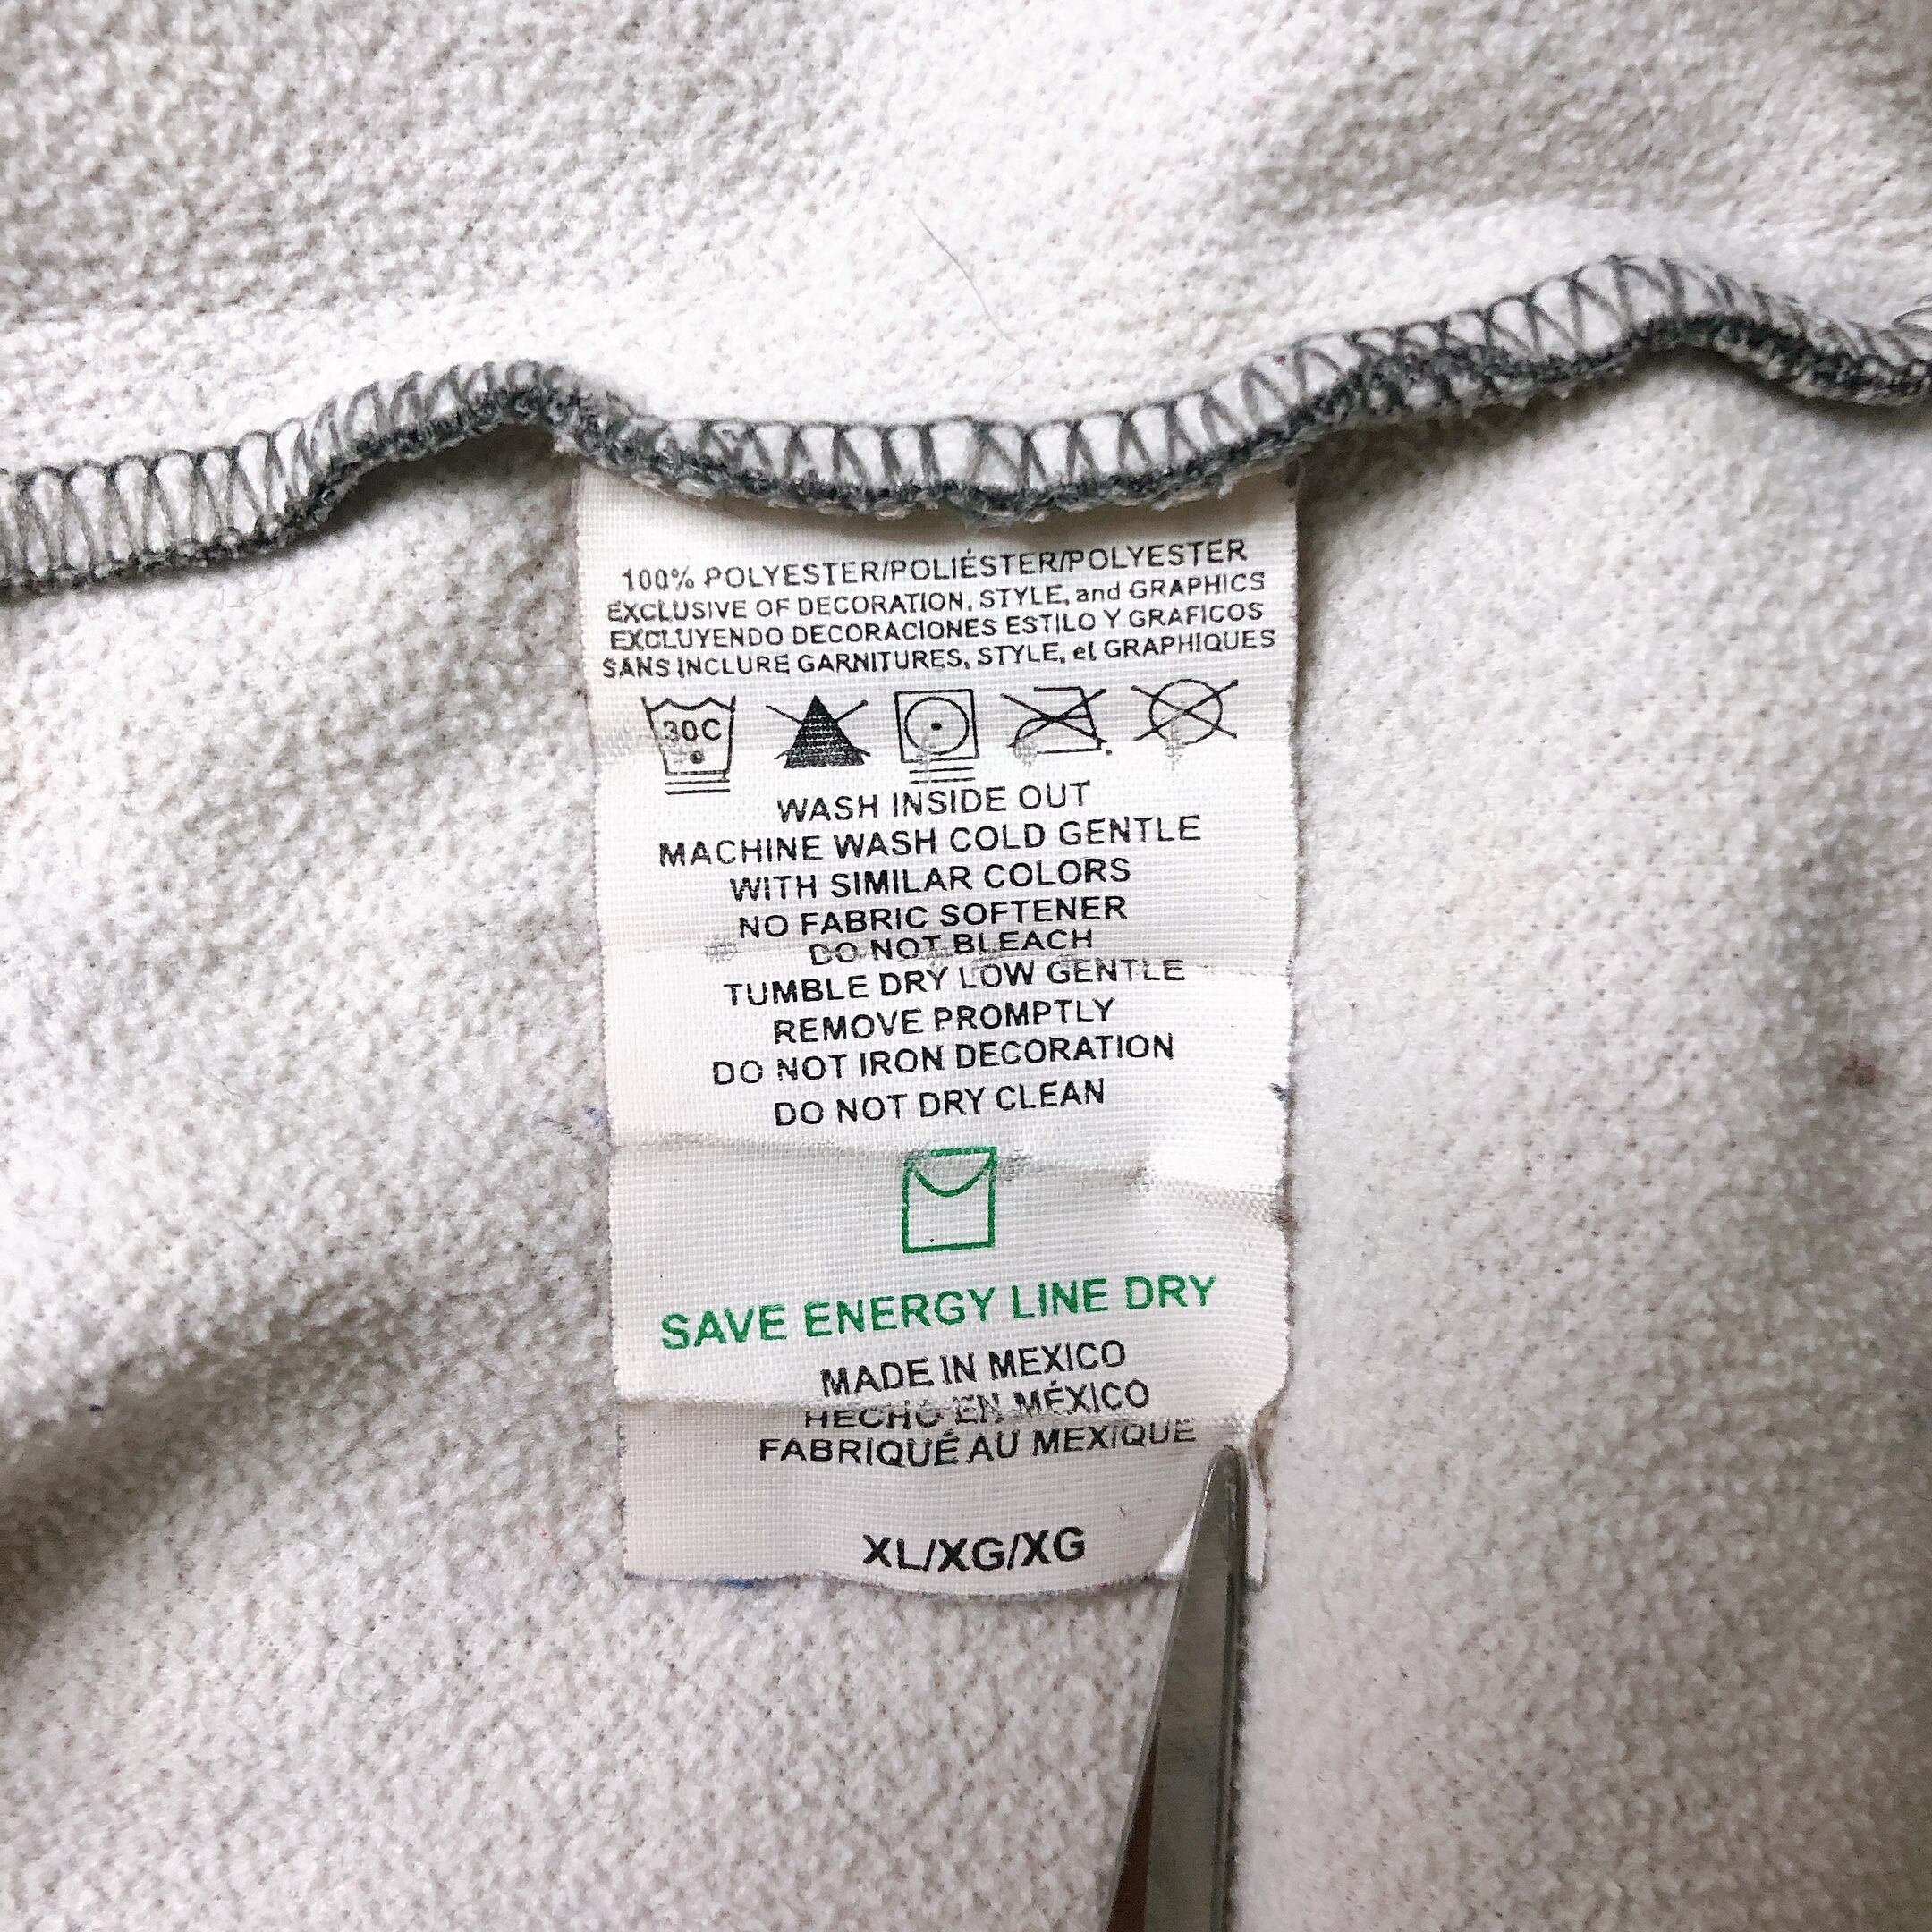 100% POLYESTER/POLIÉSTER/POLYESTER
EXCLUSIVE OF DECORATION, STYLE, and GRAPHICS
EXCLUYENDO DECORACIONES ESTILO Y GRAFICOS
SANS INCLURE GARNITURES, STYLE, et GRAPHIQUES
30C
WASH INSIDE OUT
MACHINE WASH COLD GENTLE
WITH SIMILAR COLORS
NO FABRIC SOFTENER
DO NOT BLEACH
TUMBLE DRY LOW GENTLE
REMOVE PROMPTLY
DO NOT IRON DECORATION
DO NOT DRY CLEAN
SAVE ENERGY LINE DRY
MADE IN MEXICO
HECHO EN MÉXICO
FABRIQUÉ AU MEXIQUE
XL/XG/XG